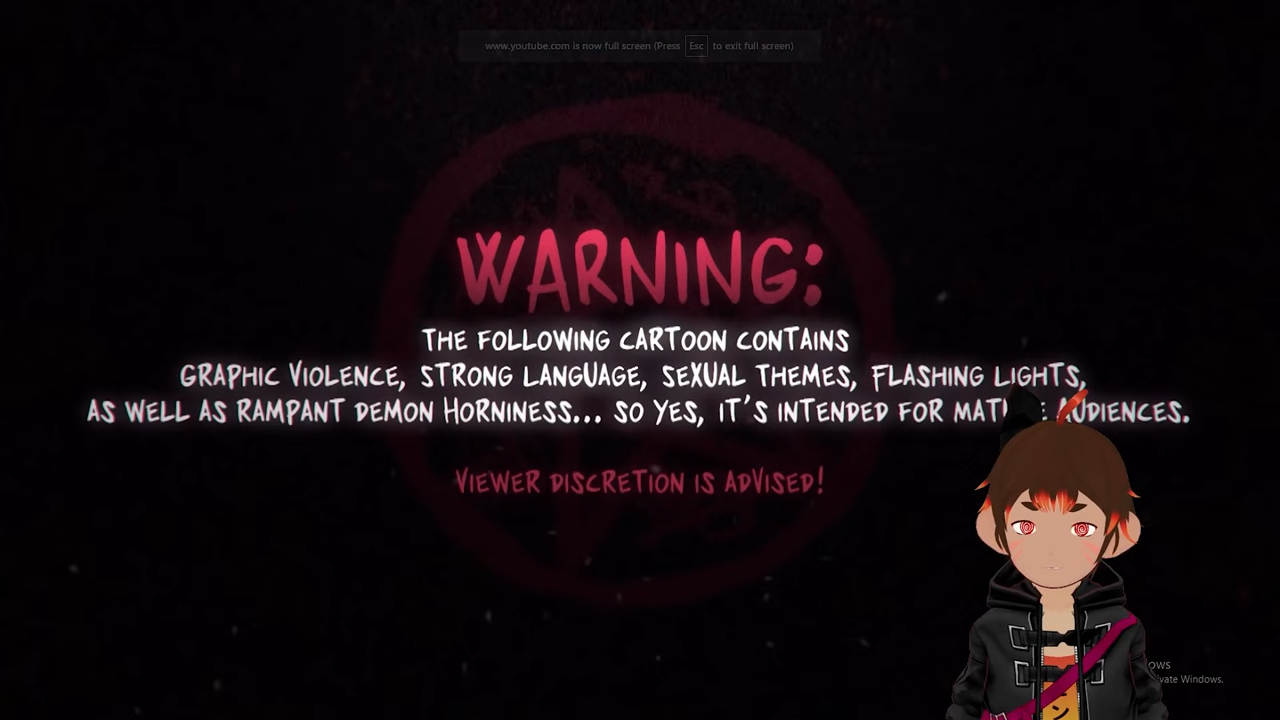 www.youtube.com is now full screen (Press Esc to exit full screen)
WARNING:
THE FOLLOWING CARTOON CONTAINS
GRAPHIC VIOLENCE, STRONG LANGUAGE, SEXUAL THEMES, FLASHING LIGHTS,
AS WELL AS RAMPANT DEMON HORNINESS... SO YES, IT'S INTENDED FOR AUDIENCES.
VIEWER DISCRETION IS ADVISED!
Windows.